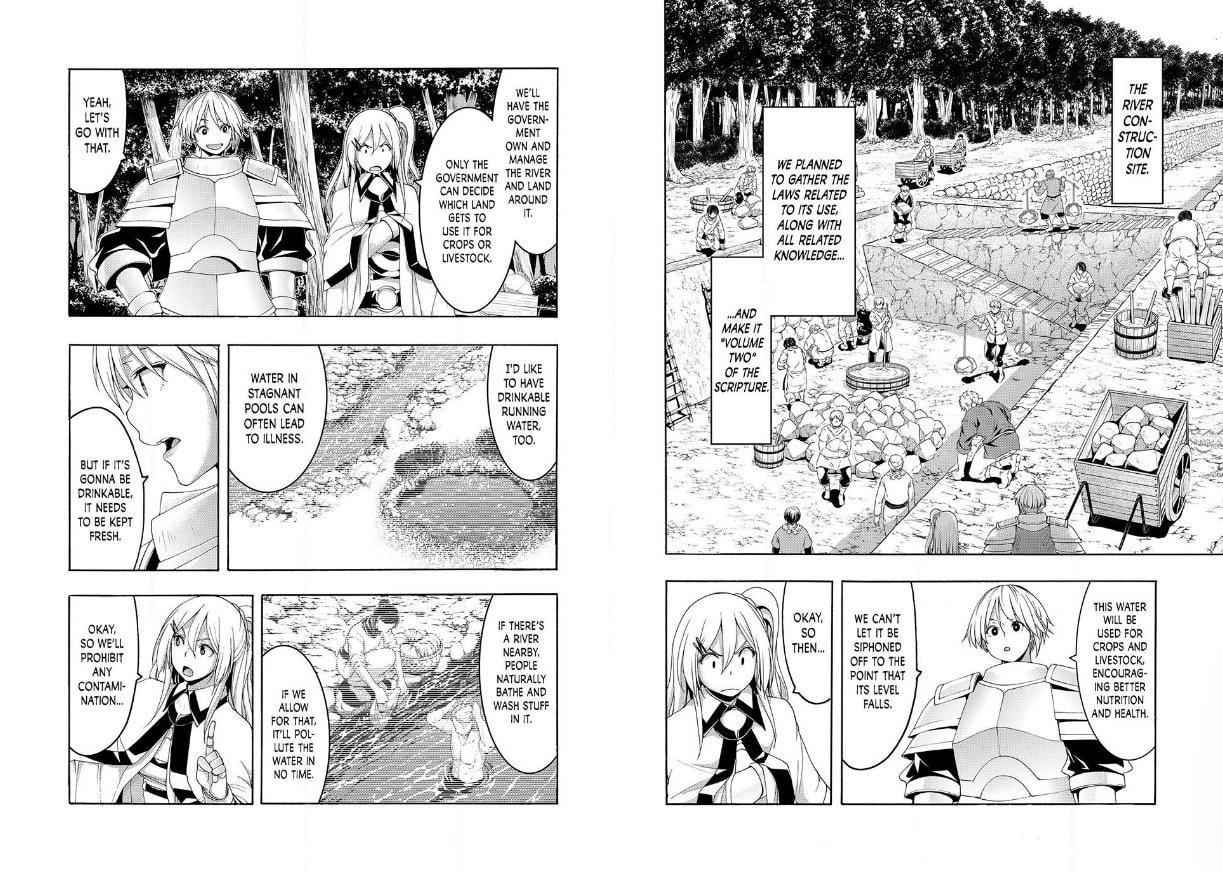 THE
RIVER
CON-
STRUC-
TION
SITE.
WE PLANNED
TO GATHER THE
LAWS RELATED
TO ITS USE,
ALONG WITH
ALL RELATED
KNOWLEDGE...
...AND
MAKE IT
"VOLUME
TWO"
OF THE
SCRIPTURE.
THIS WATER
WILL BE
USED FOR
CROPS AND
LIVESTOCK,
ENCOURAG-
ING BETTER
NUTRITION
AND HEALTH.
WE CAN'T
LET IT BE
SIPHONED
OFF TO THE
POINT THAT
ITS LEVEL
FALLS.
OKAY,
SO
THEN...
WE'LL
HAVE THE
GOVERN-
MENT
OWN AND
MANAGE
THE RIVER
AND LAND
AROUND
IT.
ONLY THE
GOVERNMENT
CAN DECIDE
WHICH LAND
GETS TO
USE IT FOR
CROPS OR
LIVESTOCK.
YEAH,
LET'S
GO WITH
THAT.
I'D LIKE
TO HAVE
DRINKABLE
RUNNING
WATER,
TOO.
WATER IN
STAGNANT
POOLS CAN
OFTEN LEAD
TO ILLNESS.
BUT IF IT'S
GONNA BE
DRINKABLE,
IT NEEDS
TO BE KEPT
FRESH.
IF THERE'S
A RIVER
NEARBY,
PEOPLE
NATURALLY
BATHE AND
WASH STUFF
IN IT.
IF WE
ALLOW
FOR THAT,
IT'LL POL-
LUTE THE
WATER IN
NO TIME.
OKAY,
SO WE'LL
PROHIBIT
ANY
CONTAMI-
NATION...